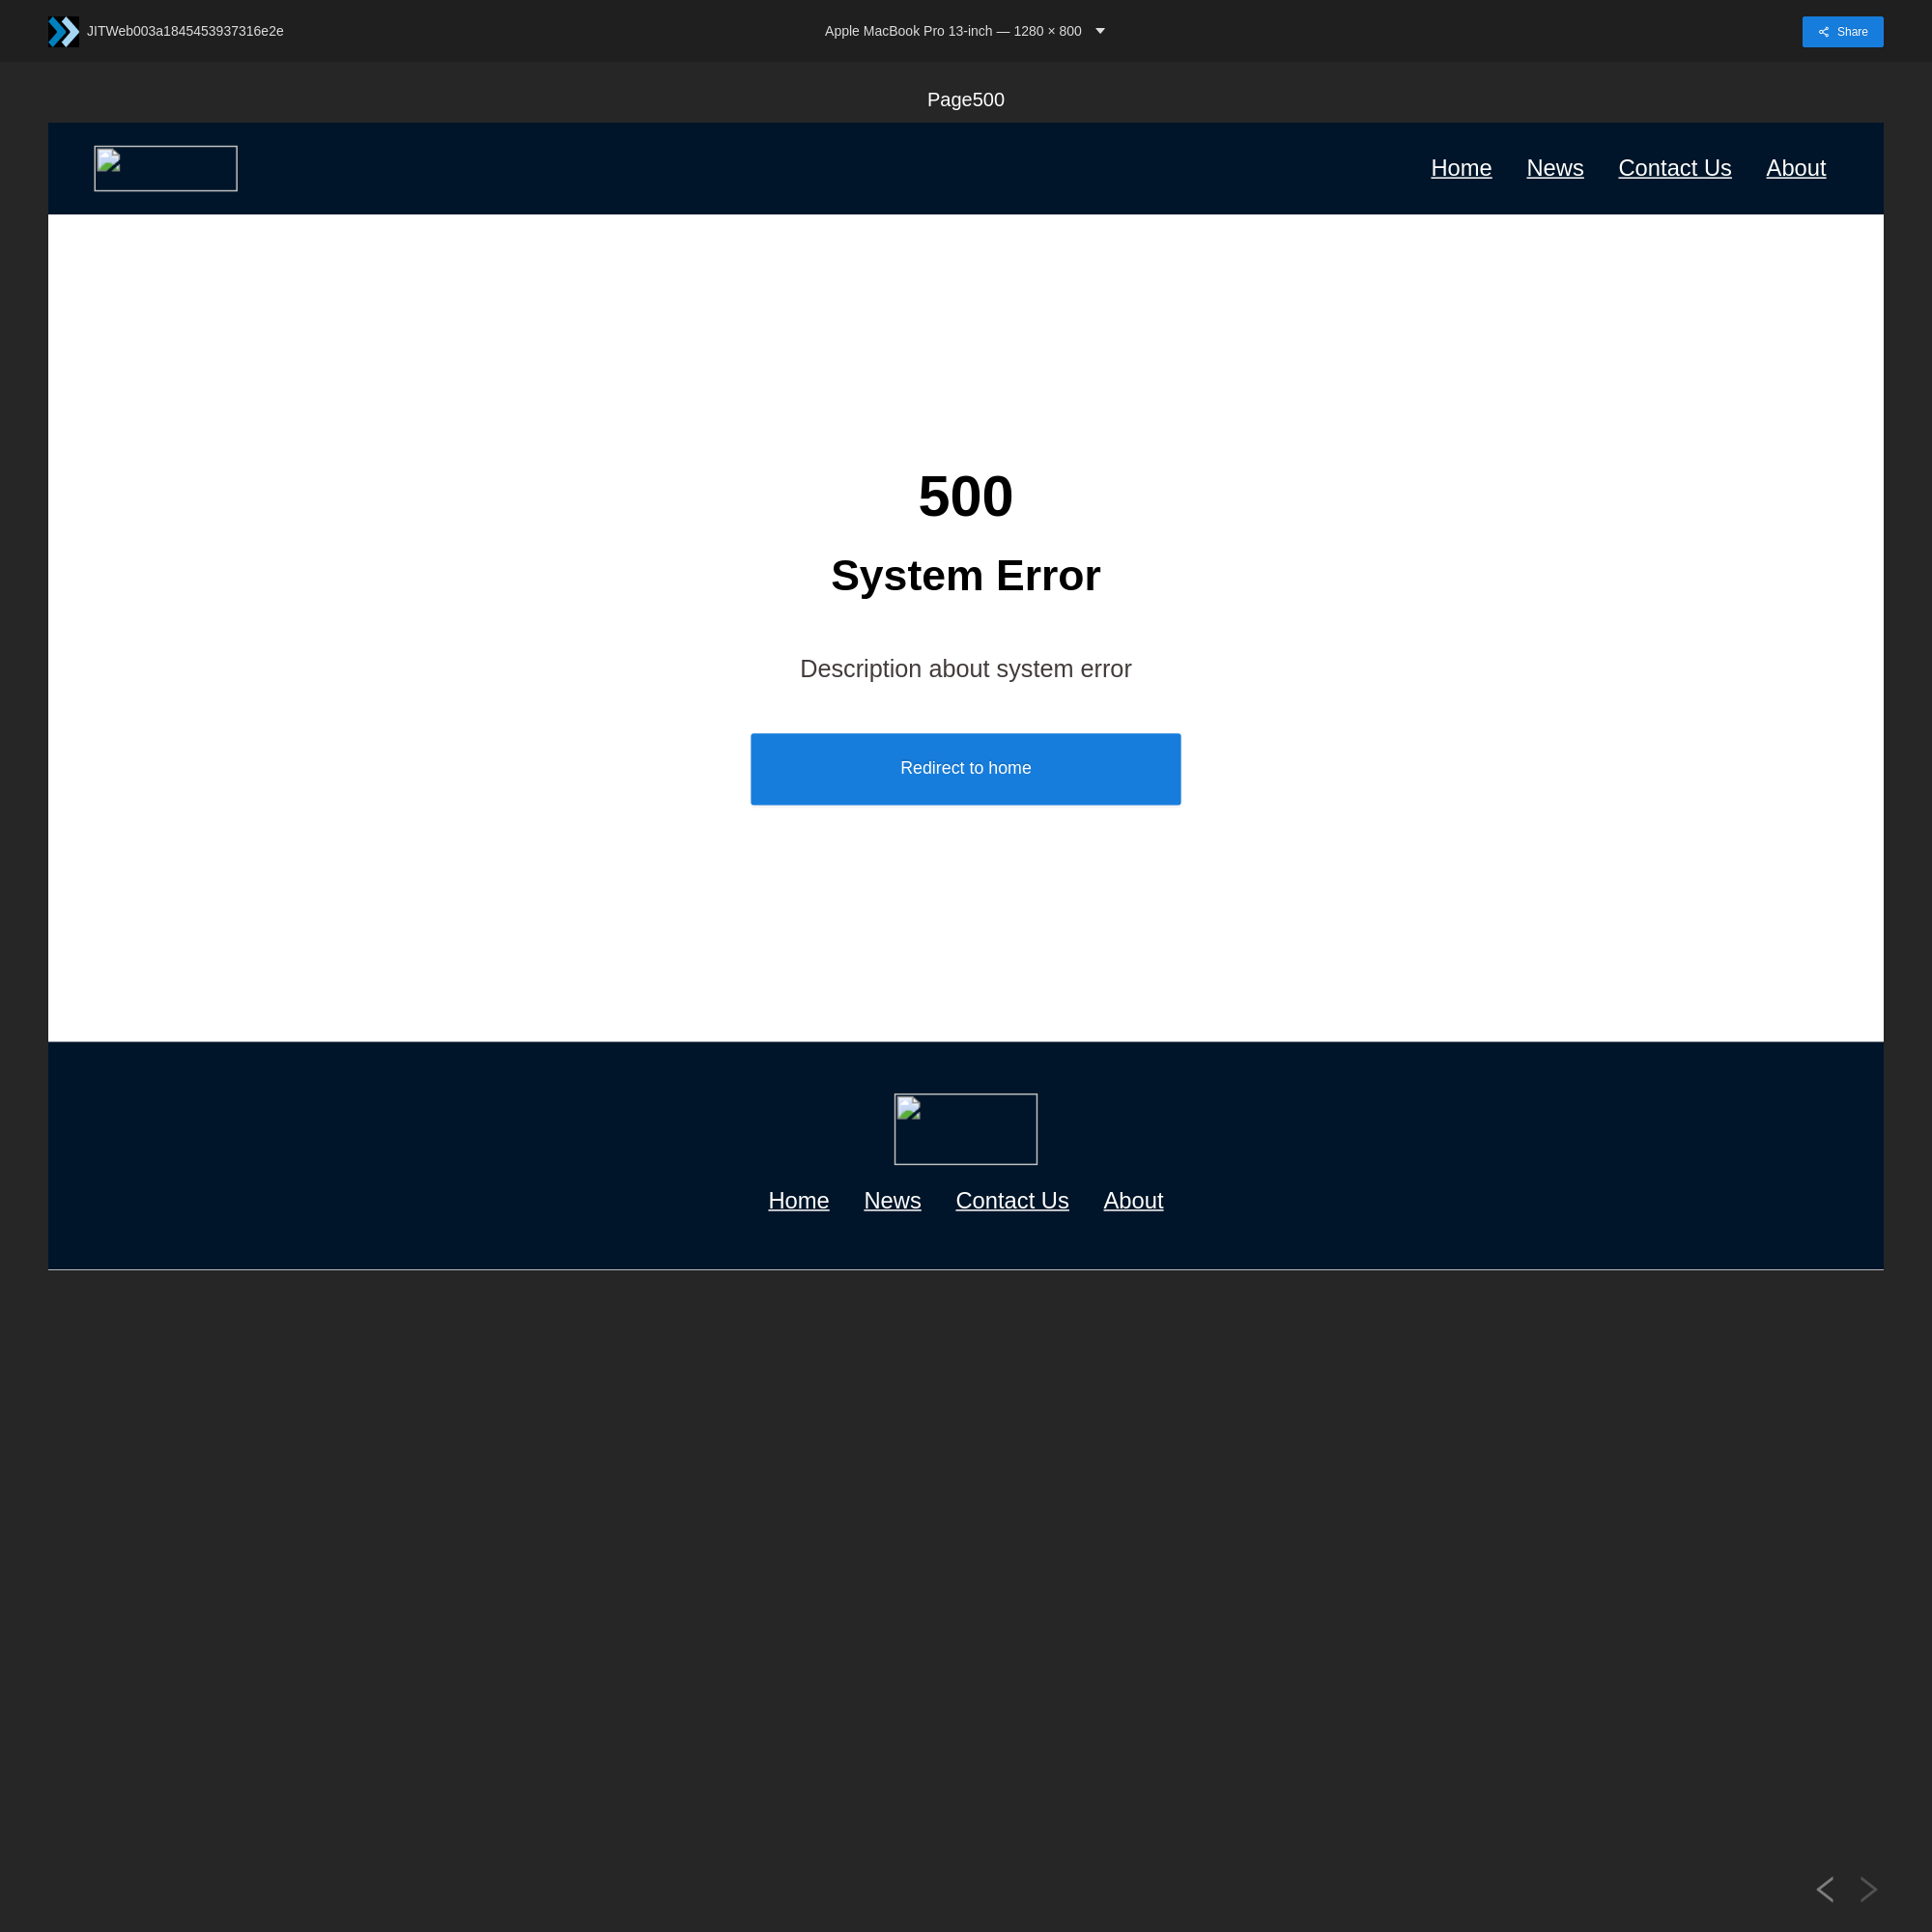 JITWeb003a1845453937316e2e
Apple MacBook Pro 13-inch — 1280 × 800
Share
Page500
Home News Contact Us About
500
System Error
Description about system error
Redirect to home
Home News Contact Us About